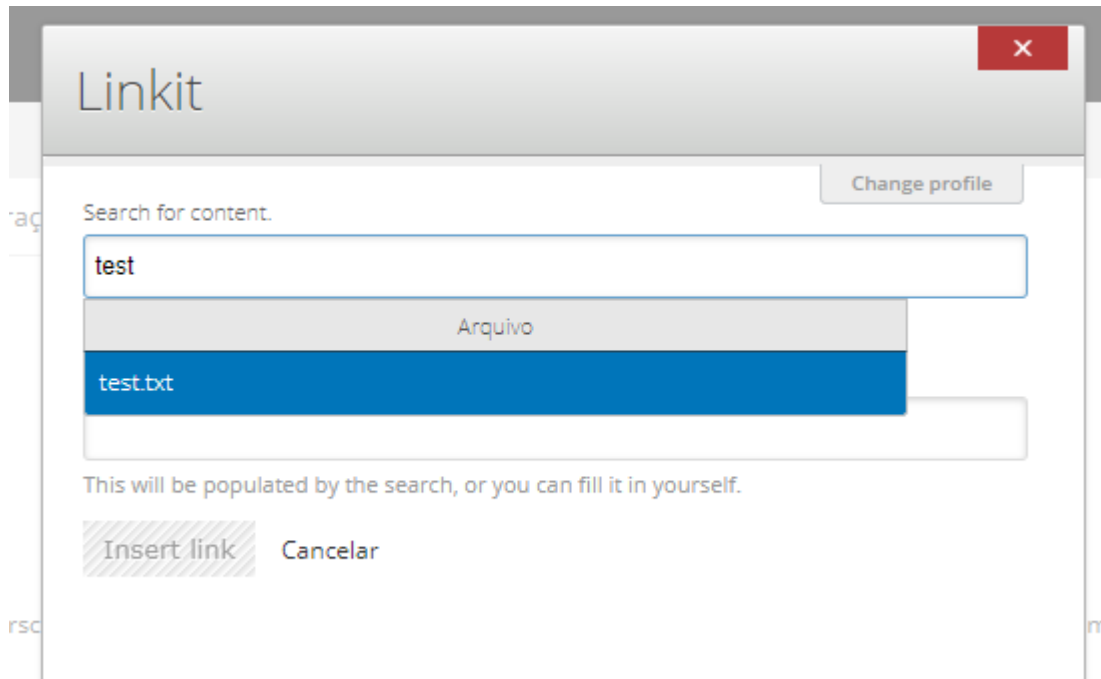 Linkit
Change profile
Search for content.
test
Arquivo
test.txt
This will be populated by the search, or you can fill it in yourself.
Insert link
Cancelar